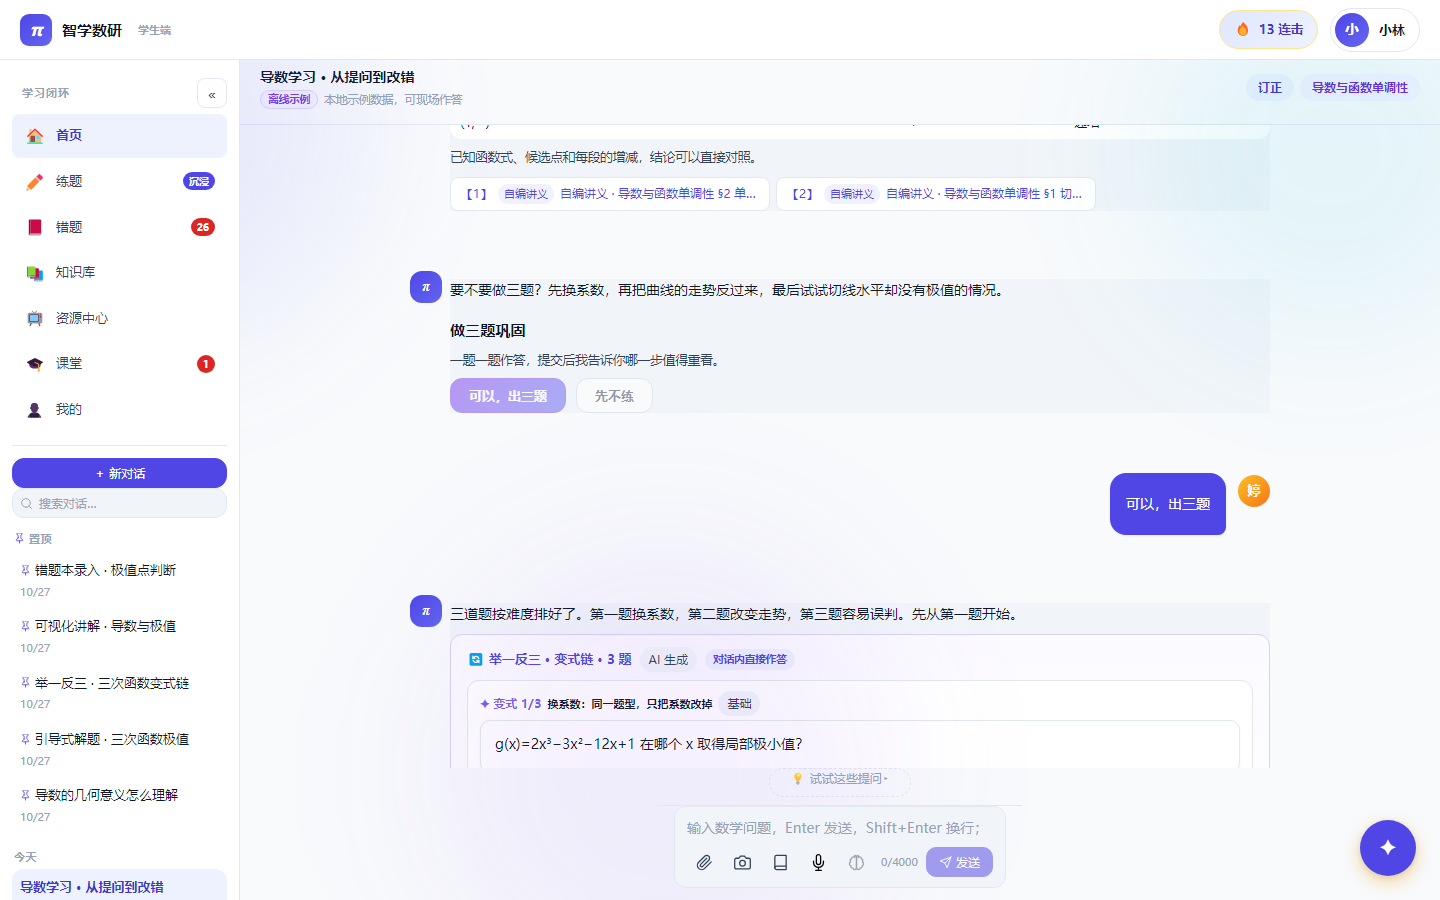 π 智学数研 学生端
13 连击
小 小林
学习闭环 «
首页
练题 沉浸
错题 26
知识库
资源中心
课堂 1
我的
+ 新对话
搜索对话...
置顶
错题本录入 · 极值点判断
10/27
可视化讲解 · 导数与极值
10/27
举一反三 · 三次函数变式链
10/27
引导式解题 · 三次函数极值
10/27
导数的几何意义怎么理解
10/27
今天
导数学习 • 从提问到改错
导数学习 • 从提问到改错
离线示例 本地示例数据，可现场作答
订正 导数与函数单调性
已知函数式、候选点和每段的增减，结论可以直接对照。
【1】 自编讲义 自编讲义 · 导数与函数单调性 §2 单...
【2】 自编讲义 自编讲义 · 导数与函数单调性 §1 切...
π 要不要做三题？先换系数，再把曲线的走势反过来，最后试试切线水平却没有极值的情况。
做三题巩固
一题一题作答，提交后我告诉你哪一步值得重看。
可以，出三题 先不练
可以，出三题 婷
π 三道题按难度排好了。第一题换系数，第二题改变走势，第三题容易误判。先从第一题开始。
举一反三 • 变式链 • 3 题 AI 生成 对话内直接作答
✦ 变式 1/3 换系数：同一题型，只把系数改掉 基础
g(x)=2x³−3x²−12x+1 在哪个 x 取得局部极小值？
试试这些提问
输入数学问题，Enter 发送，Shift+Enter 换行；
0/4000 发送